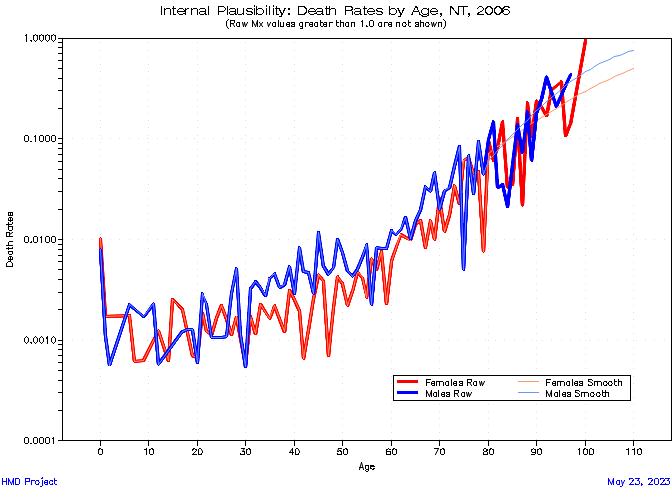 Internal Plausibility: Death Rates by Age, NT, 2006
(Raw Mx values greater than 1.0 are not shown)
1.0000
0.1000
0.0100
0.0010
0.0001
Death Rates
Females Raw
Females Smooth
Males Raw
Males Smooth
0 10 20 30 40 50 60 70 80 90 100 110
Age
HMD Project
May 23, 2023